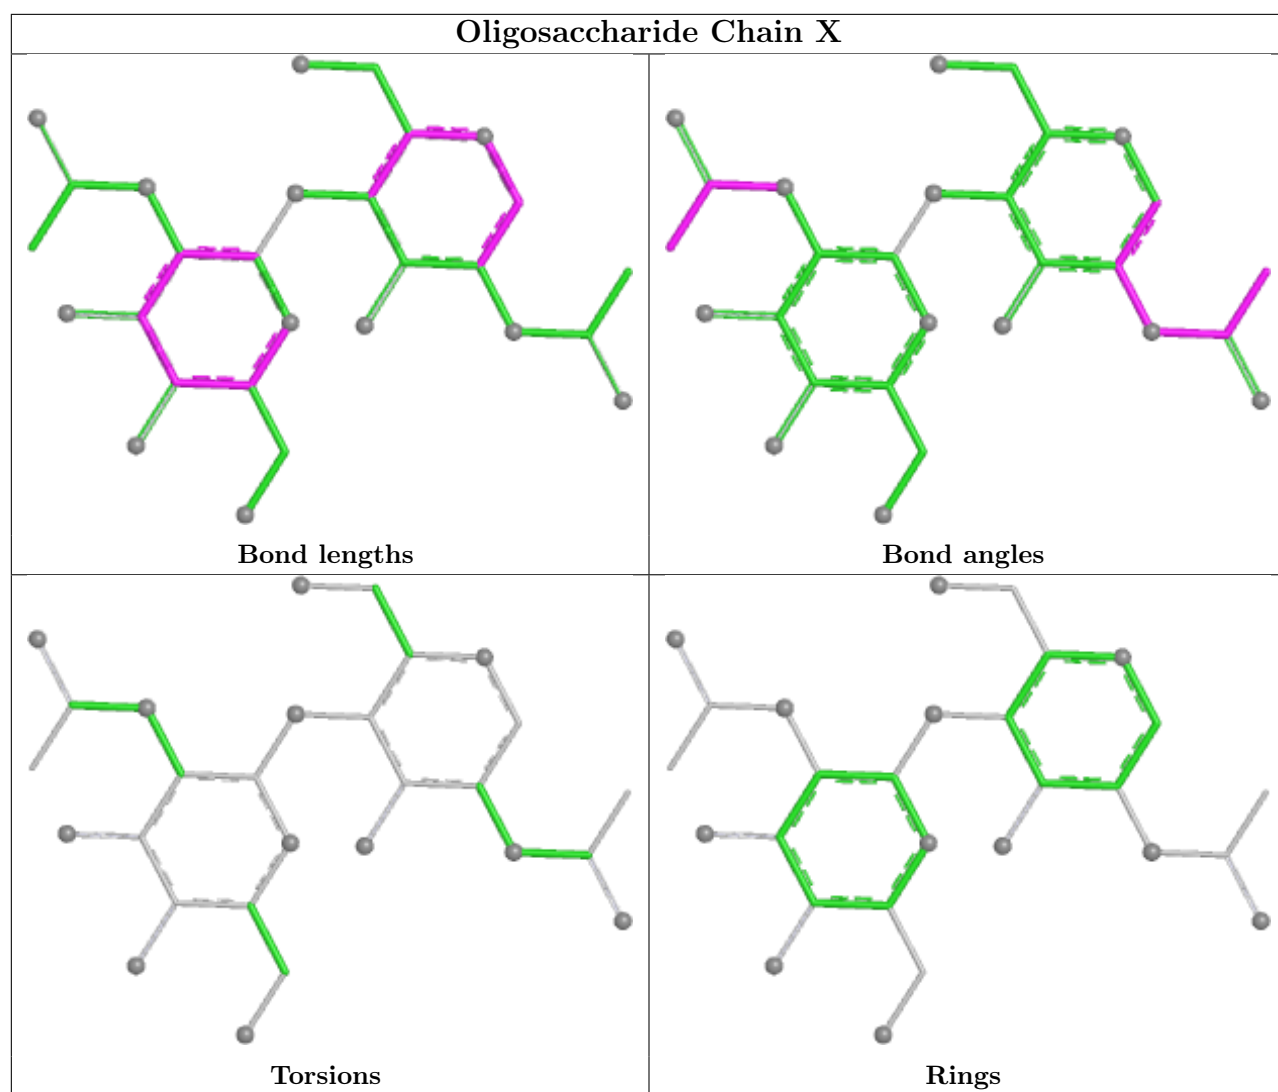 Oligosaccharide Chain X
Bond lengths
Bond angles
Torsions
Rings